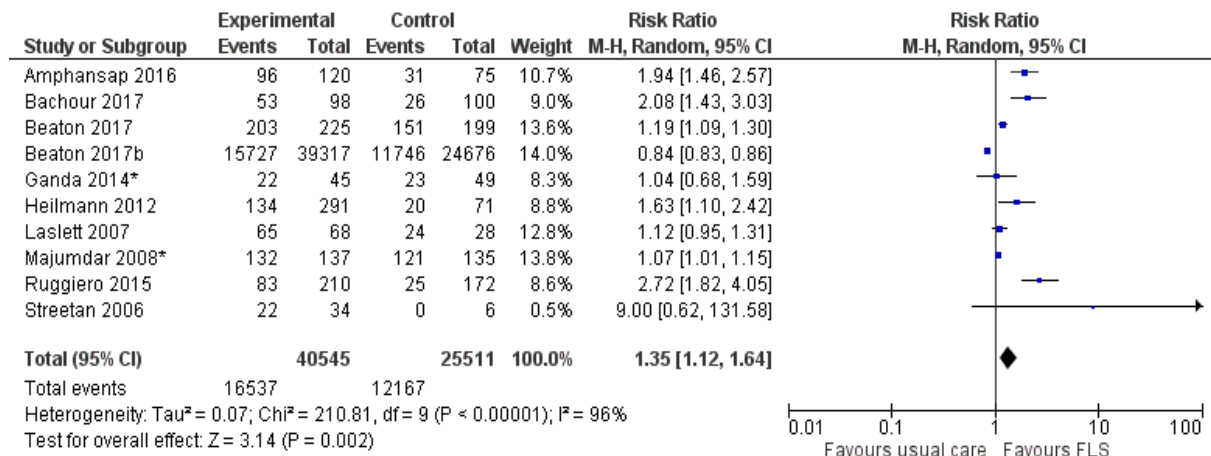 Experimental Control Risk Ratio Risk Ratio
Study or Subgroup Events Total Events Total Weight M-H, Random, 95% CI M-H, Random, 95% CI
Amphansap 2016 96 120 31 75 10.7% 1.94 [1.46, 2.57]
Bachour 2017 53 98 26 100 9.0% 2.08 [1.43, 3.03]
Beaton 2017 203 225 151 199 13.6% 1.19 [1.09, 1.30]
Beaton 2017b 15727 39317 11746 24676 14.0% 0.84 [0.83, 0.86]
Ganda 2014* 22 45 23 49 8.3% 1.04 [0.68, 1.59]
Heilmann 2012 134 291 20 71 8.8% 1.63 [1.10, 2.42]
Laslett 2007 65 68 24 28 12.8% 1.12 [0.95, 1.31]
Majumdar 2008* 132 137 121 135 13.8% 1.07 [1.01, 1.15]
Ruggiero 2015 83 210 25 172 8.6% 2.72 [1.82, 4.05]
Streetan 2006 22 34 0 6 0.5% 9.00 [0.62, 131.58]
Total (95% CI) 40545 25511 100.0% 1.35 [1.12, 1.64]
Total events 16537 12167
Heterogeneity: Tau² = 0.07; Chi² = 210.81, df = 9 (P < 0.00001); I² = 96%
Test for overall effect: Z = 3.14 (P = 0.002)
0.01 0.1 1 10 100
Favours usual care Favours FLS